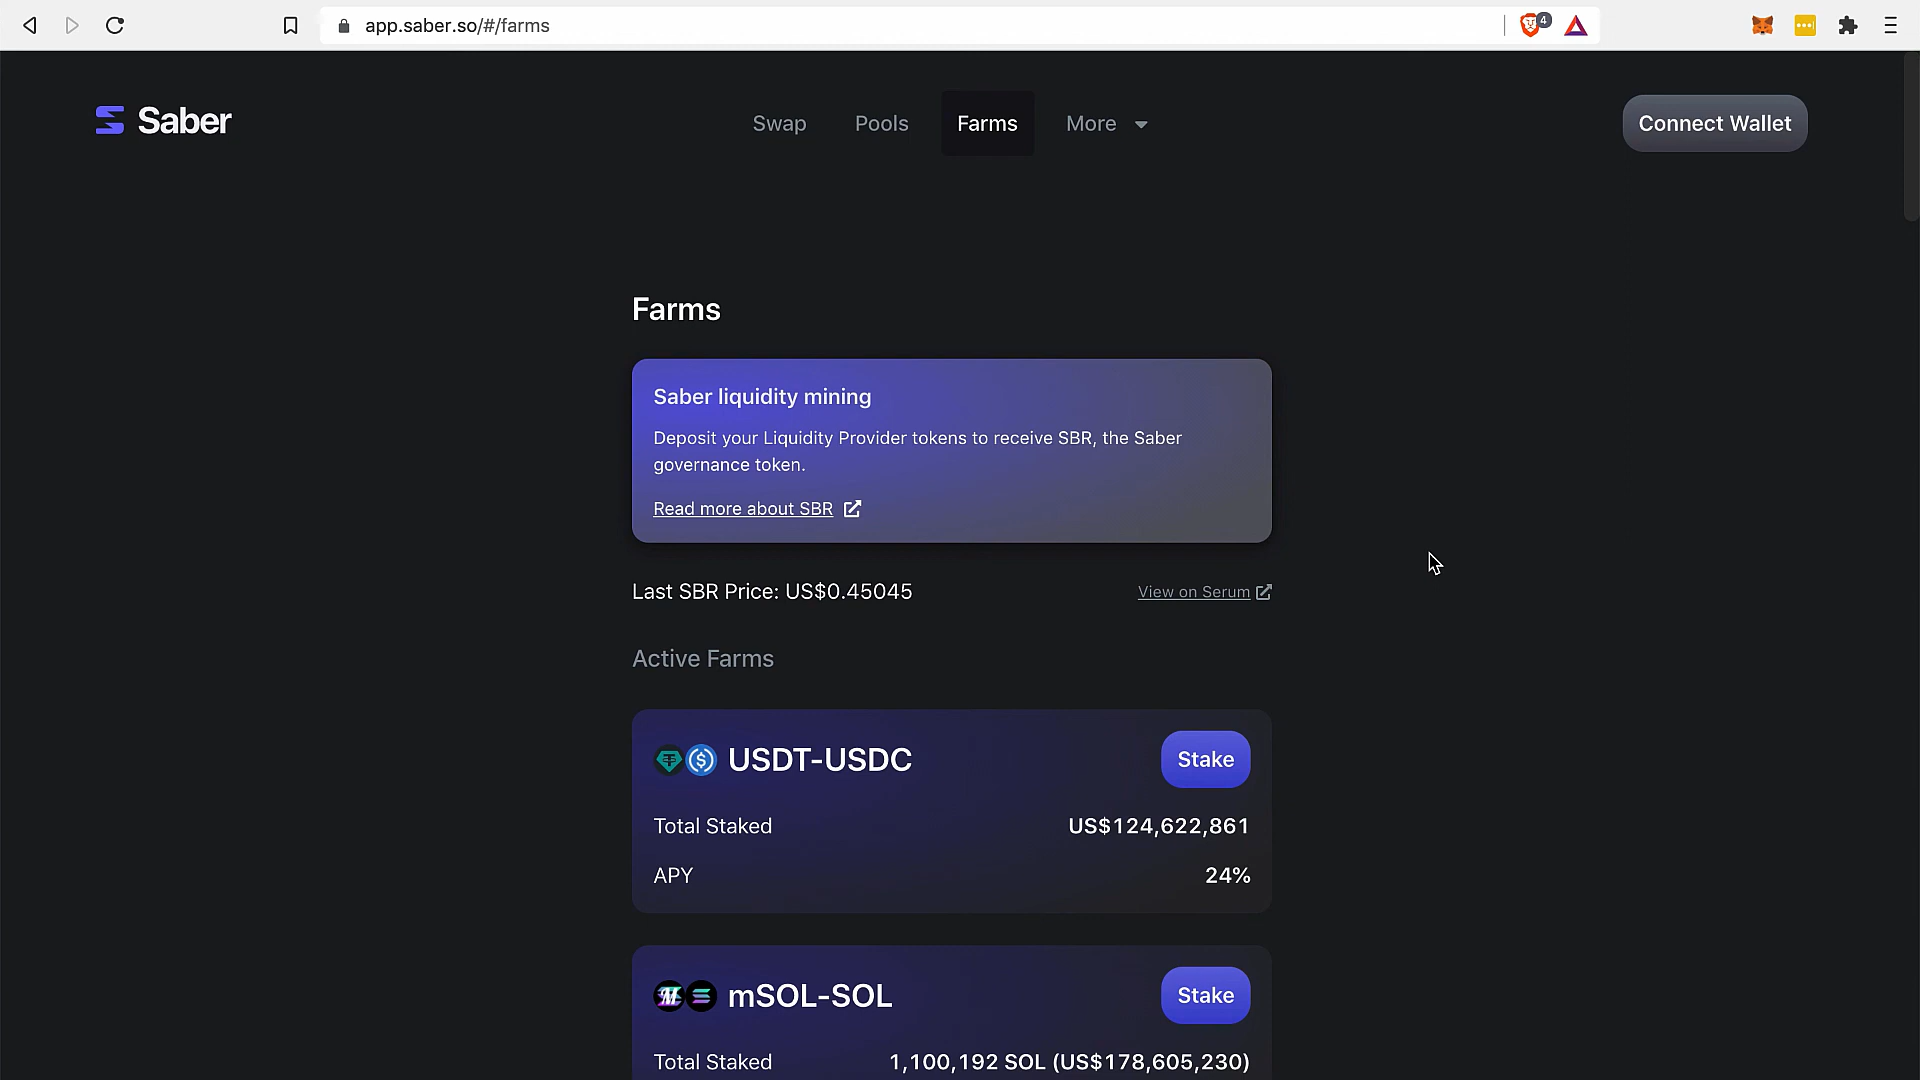 app.saber.so/#/farms
4
Saber
Swap
Pools
Farms
More
Connect Wallet
Farms
Saber liquidity mining
Deposit your Liquidity Provider tokens to receive SBR, the Saber
governance token.
Read more about SBR
Last SBR Price: US$0.45045
View on Serum
Active Farms
USDT-USDC
Stake
Total Staked
US$124,622,861
APY
24%
mSOL-SOL
Stake
Total Staked
1,100,192 SOL (US$178,605,230)